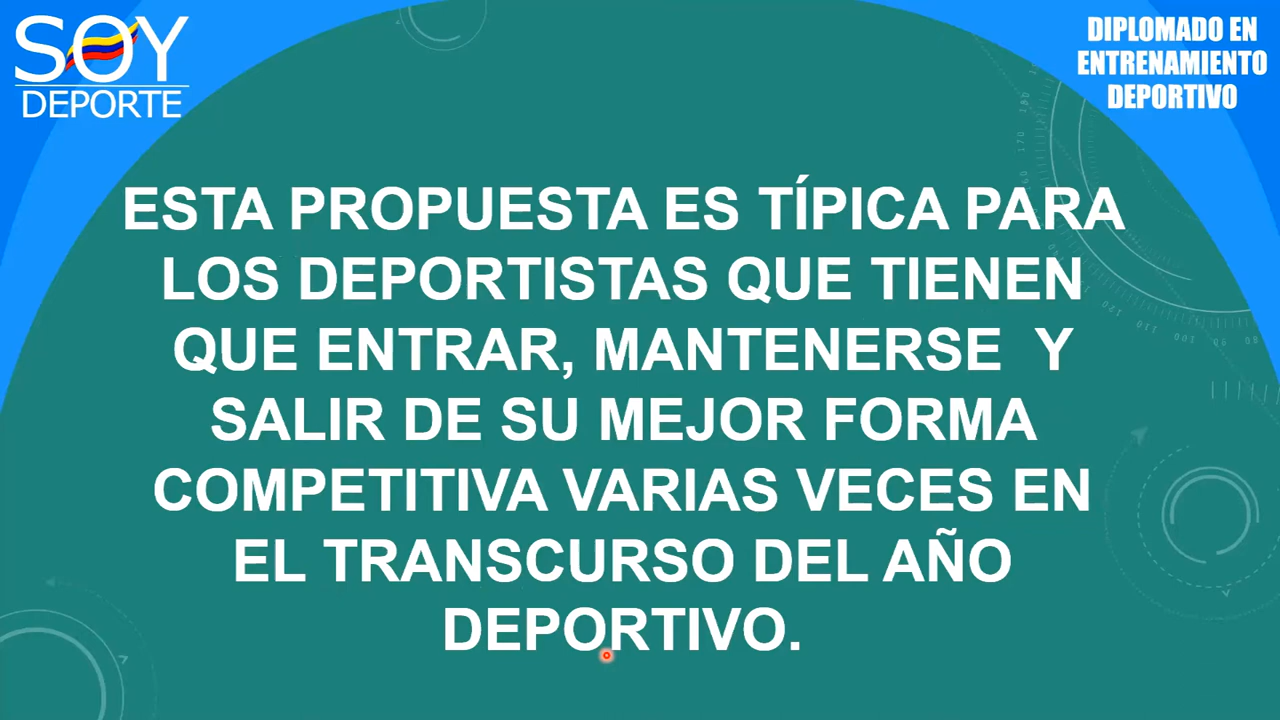 SOY
DEPORTE
DIPLOMADO EN
ENTRENAMIENTO
DEPORTIVO
ESTA PROPUESTA ES TÍPICA PARA
LOS DEPORTISTAS QUE TIENEN
QUE ENTRAR, MANTENERSE  Y
SALIR DE SU MEJOR FORMA
COMPETITIVA VARIAS VECES EN
EL TRANSCURSO DEL AÑO
DEPORTIVO.